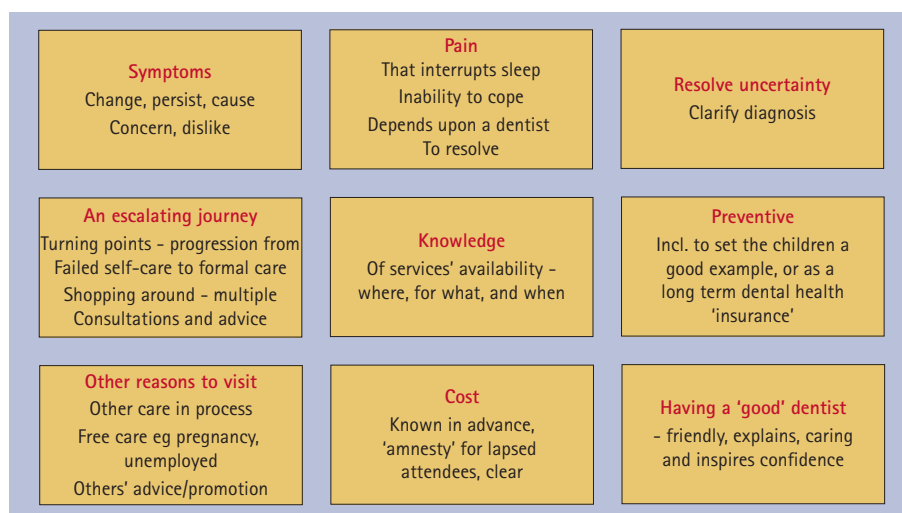 Symptoms
Change, persist, cause
Concern, dislike
Pain
That interrupts sleep
Inability to cope
Depends upon a dentist
To resolve
Resolve uncertainty
Clarify diagnosis
An escalating journey
Turning points - progression from
Failed self-care to formal care
Shopping around - multiple
Consultations and advice
Knowledge
Of services' availability -
where, for what, and when
Preventive
Incl. to set the children a
good example, or as a
long term dental health
'insurance'
Other reasons to visit
Other care in process
Free care eg pregnancy,
unemployed
Others' advice/promotion
Cost
Known in advance,
'amnesty' for lapsed
attendees, clear
Having a 'good' dentist
- friendly, explains, caring
and inspires confidence